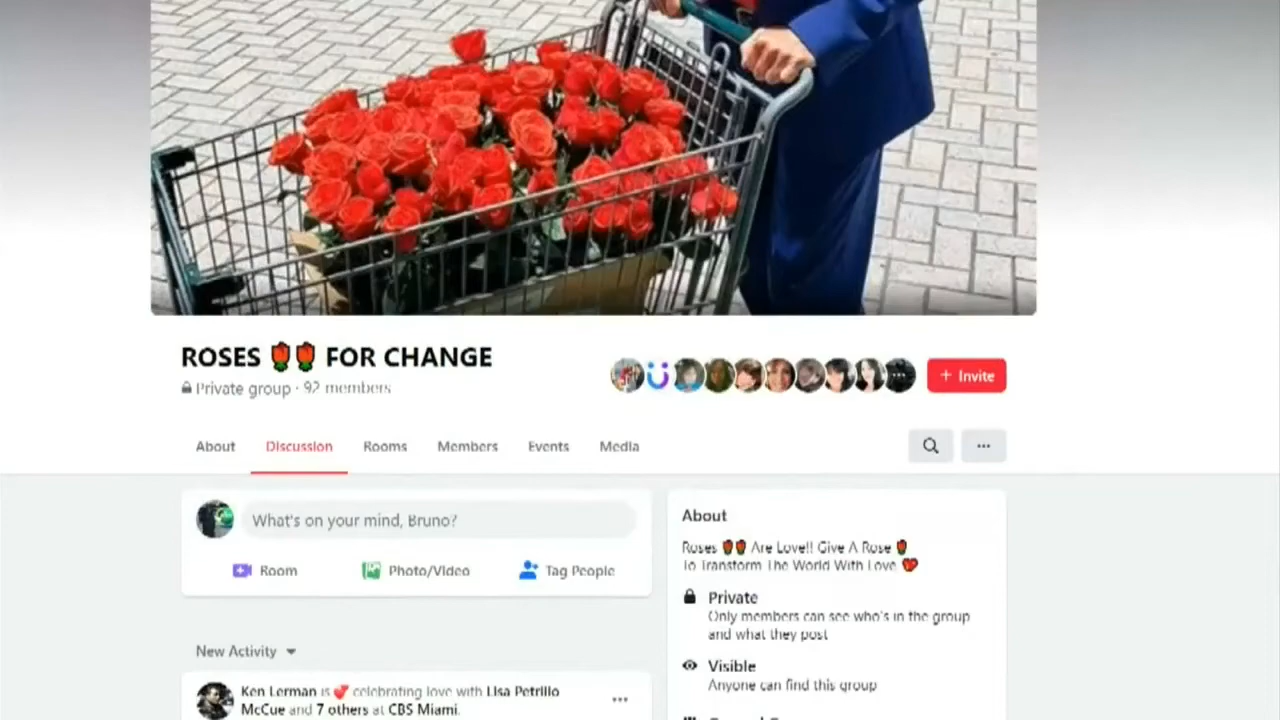 ROSES 🌹🌹 FOR CHANGE
Private group · 92 members
+ Invite
About
Discussion
Rooms
Members
Events
Media
What's on your mind, Bruno?
Room
Photo/Video
Tag People
New Activity
Ken Lerman is 💕 celebrating love with Lisa Petrillo
McCue and 7 others at CBS Miami.
About
Roses 🌹🌹 Are Love!! Give A Rose 🌹
To Transform The World With Love ❤️
Private
Only members can see who's in the group
and what they post
Visible
Anyone can find this group